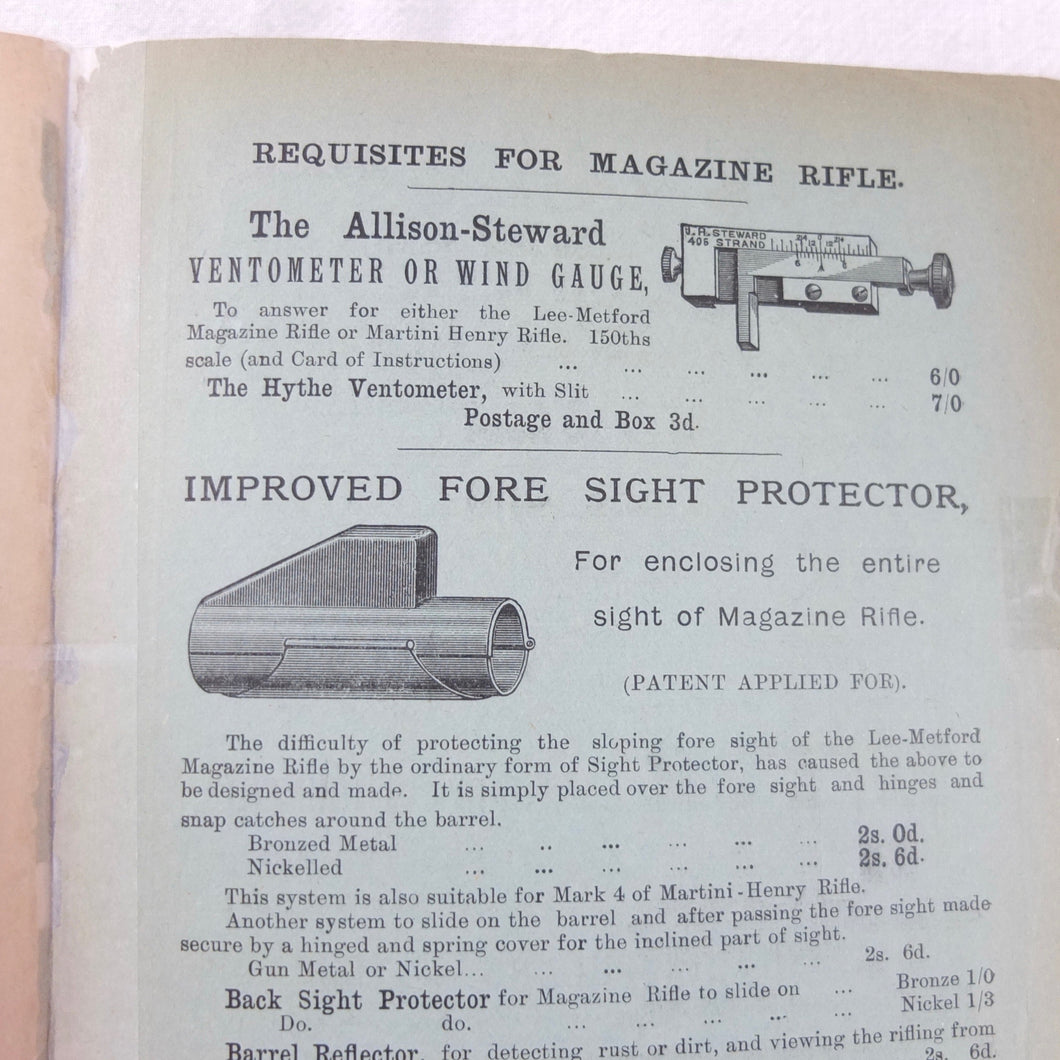 REQUISITES FOR MAGAZINE RIFLE.
The Allison-Steward
VENTOMETER OR WIND GAUGE,
J.H. STEWARD
406 STRAND
To answer for either the Lee-Metford
Magazine Rifle or Martini Henry Rifle. 150ths
scale (and Card of Instructions) ... ... ... ... ... ... 6/0
The Hythe Ventometer, with Slit ... ... ... ... ... 7/0
Postage and Box 3d.
IMPROVED FORE SIGHT PROTECTOR,
For enclosing the entire
sight of Magazine Rifle.
(PATENT APPLIED FOR).
The difficulty of protecting the sloping fore sight of the Lee-Metford
Magazine Rifle by the ordinary form of Sight Protector, has caused the above to
be designed and made. It is simply placed over the fore sight and hinges and
snap catches around the barrel.
Bronzed Metal ... .. ... ... ... ... 2s. 0d.
Nickelled ... ... ... ... ... ... 2s. 6d.
This system is also suitable for Mark 4 of Martini-Henry Rifle.
Another system to slide on the barrel and after passing the fore sight made
secure by a hinged and spring cover for the inclined part of sight.
Gun Metal or Nickel... ... ... ... ... ... 2s. 6d.
Back Sight Protector for Magazine Rifle to slide on ... Bronze 1/0
Do. do. ... ... ... ... ... Nickel 1/3
Barrel Reflector, for detecting rust or dirt, and viewing the rifling from
2s. 6d.